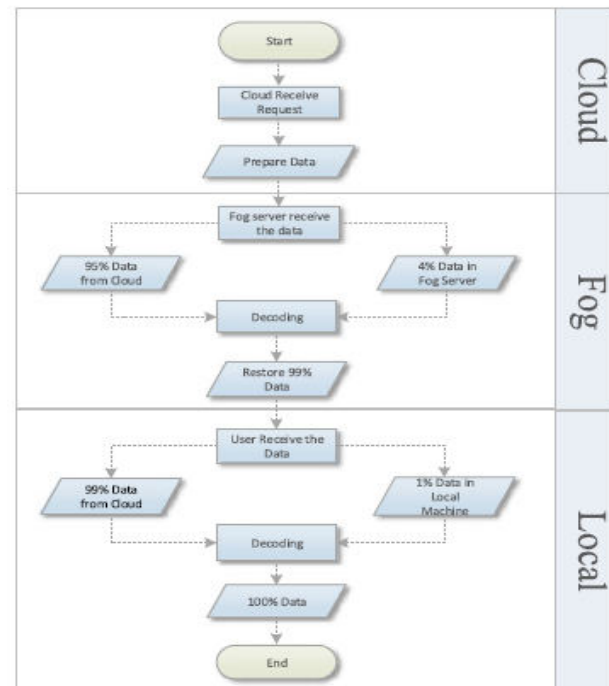 Start
Cloud
Cloud Receive
Request
Prepare Data
Fog server receive
the data
Fog
95% Data
from Cloud
4% Data in
Fog Server
Decoding
Restore 99%
Data
User Receive the
Data
Local
99% Data
from Cloud
1% Data in
Local
Machine
Decoding
100% Data
End